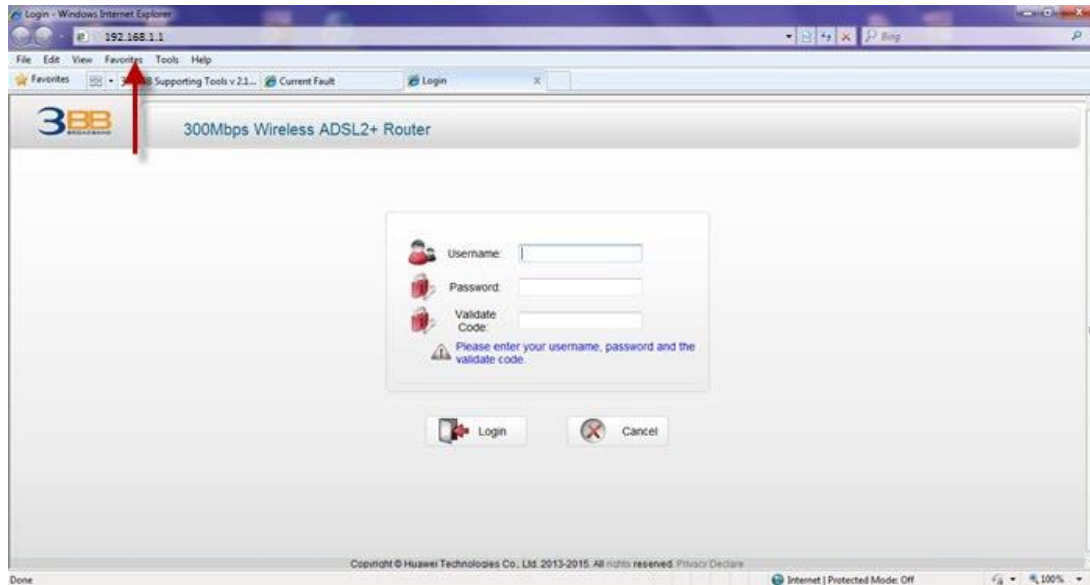 Login - Windows Internet Explorer
192.168.1.1
Bing
File Edit View Favorites Tools Help
Favorites
Supporting Tools v 2.1... Current Fault Login
3BB
BROADBAND
300Mbps Wireless ADSL2+ Router
Username:
Password:
Validate
Code:
Please enter your username, password and the
validate code.
Login
Cancel
Copyright © Huawei Technologies Co., Ltd. 2013-2015. All rights reserved. Privacy Declare
Done
Internet | Protected Mode: Off
100%